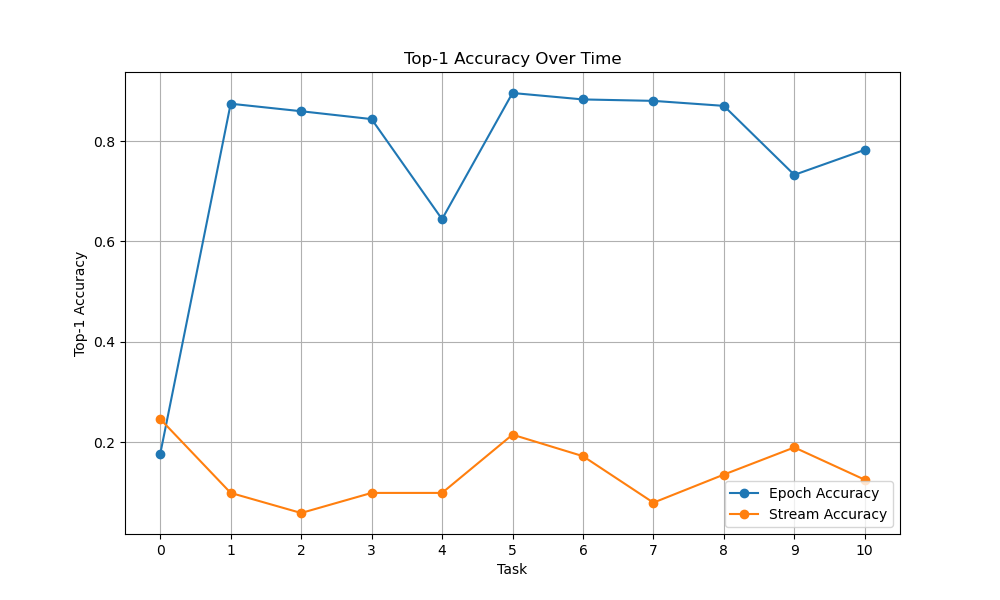 Top-1 Accuracy Over Time
Top-1 Accuracy
0.8
0.6
0.4
0.2
0 1 2 3 4 5 6 7 8 9 10
Task
Epoch Accuracy
Stream Accuracy